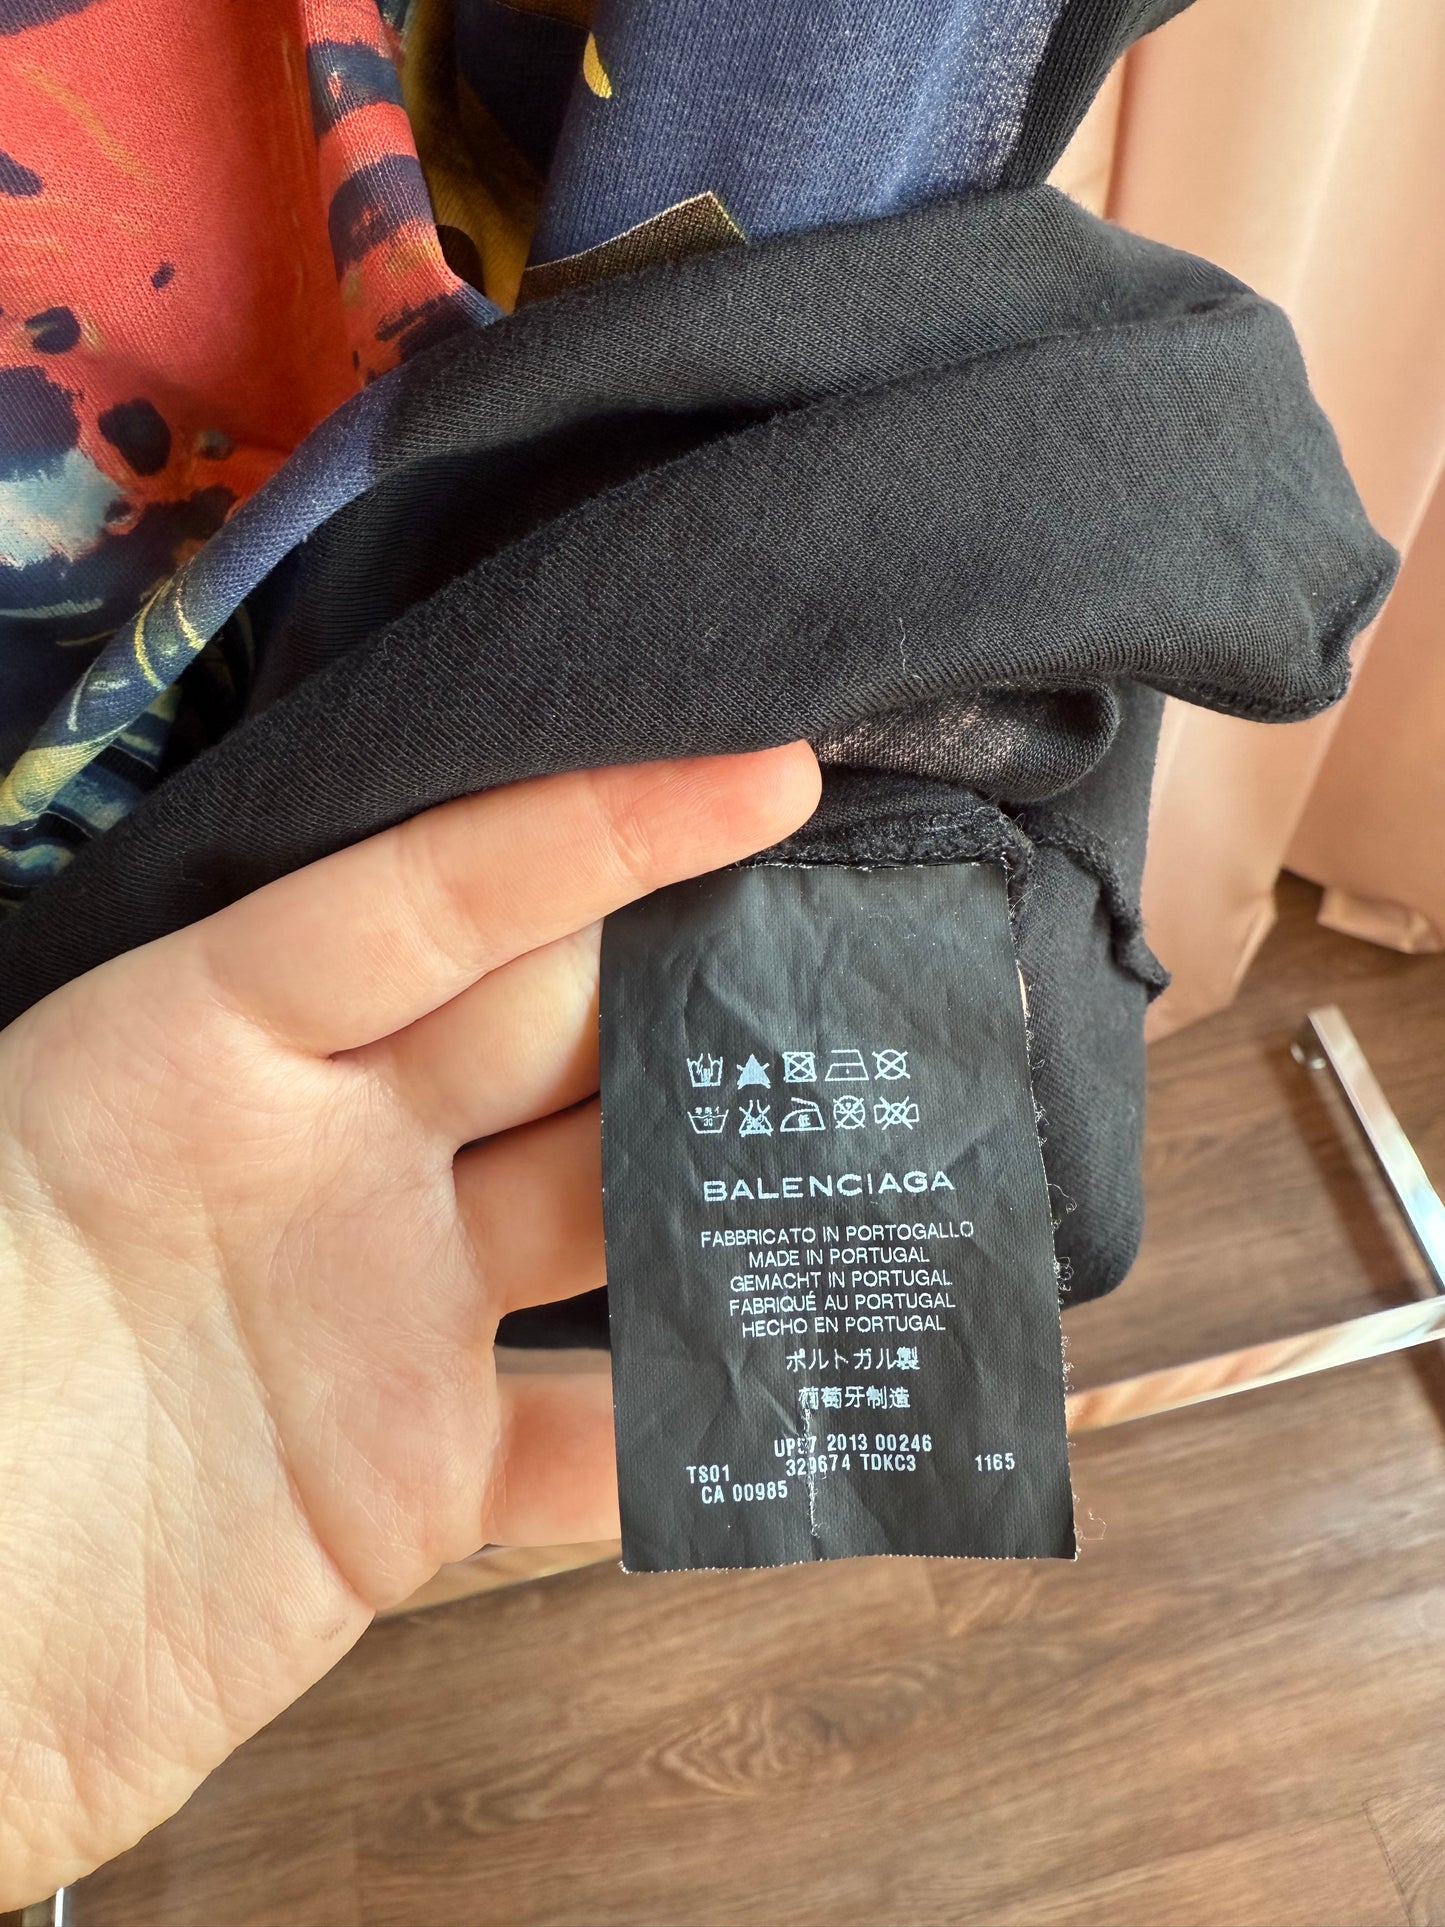 BALENCIAGA
FABBRICATO IN PORTOGALLO
MADE IN PORTUGAL
GEMACHT IN PORTUGAL
FABRIQUÉ AU PORTUGAL
HECHO EN PORTUGAL
ポルトガル製
葡萄牙制造
2013 00246
TS01 329674 TDKC3 1165
CA 00985